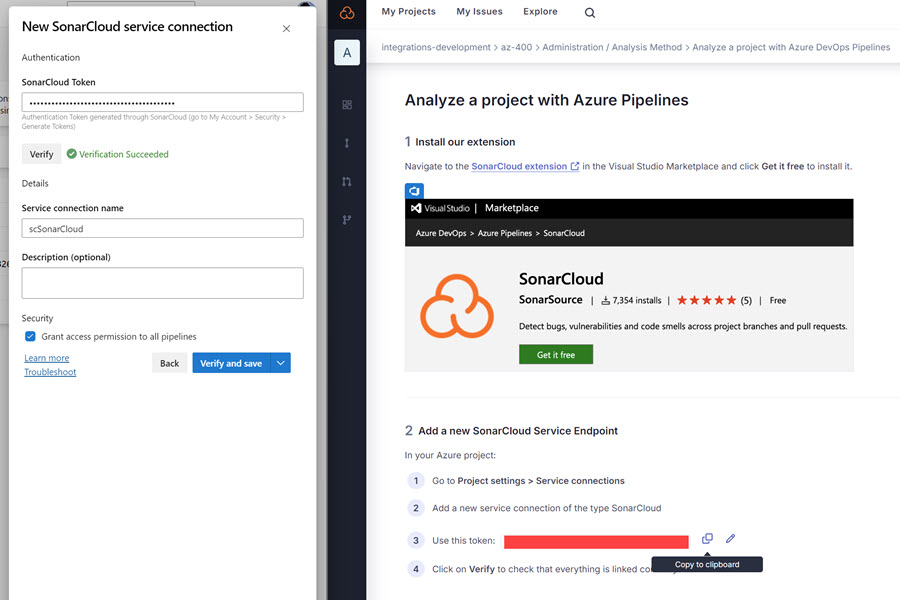 New SonarCloud service connection
Authentication
SonarCloud Token
••••••••••••••••••••••••••••••••••••••••
Authentication Token generated through SonarCloud (go to My Account > Security >
Generate Tokens)
Verify
Verification Succeeded
Details
Service connection name
scSonarCloud
Description (optional)
Security
Grant access permission to all pipelines
Learn more
Troubleshoot
Back
Verify and save
A
My Projects My Issues Explore
integrations-development > az-400 > Administration / Analysis Method > Analyze a project with Azure DevOps Pipelines
Analyze a project with Azure Pipelines
1 Install our extension
Navigate to the SonarCloud extension in the Visual Studio Marketplace and click Get it free to install it.
Visual Studio | Marketplace
Azure DevOps > Azure Pipelines > SonarCloud
SonarCloud
SonarSource | 7,354 installs | ★★★★★ (5) | Free
Detect bugs, vulnerabilities and code smells across project branches and pull requests.
Get it free
2 Add a new SonarCloud Service Endpoint
In your Azure project:
1 Go to Project settings > Service connections
2 Add a new service connection of the type SonarCloud
3 Use this token:
Copy to clipboard
4 Click on Verify to check that everything is linked